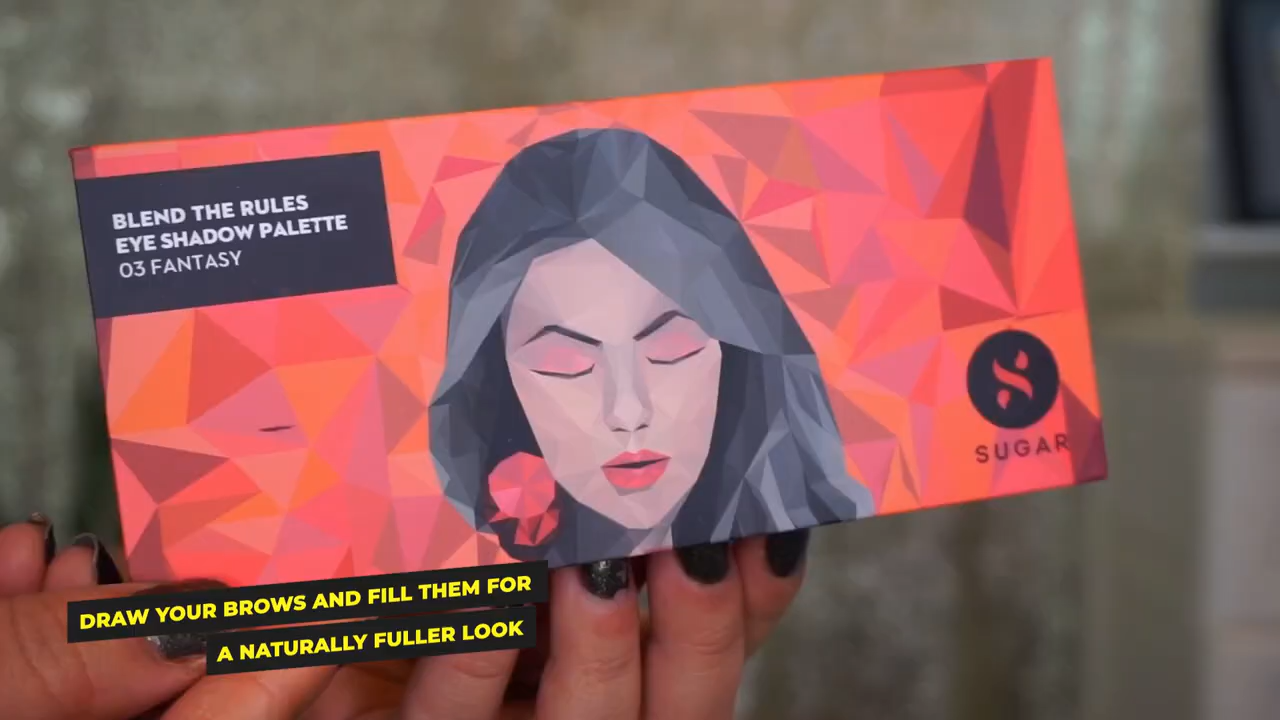 BLEND THE RULES
EYE SHADOW PALETTE
03 FANTASY
SUGAR
DRAW YOUR BROWS AND FILL THEM FOR
A NATURALLY FULLER LOOK